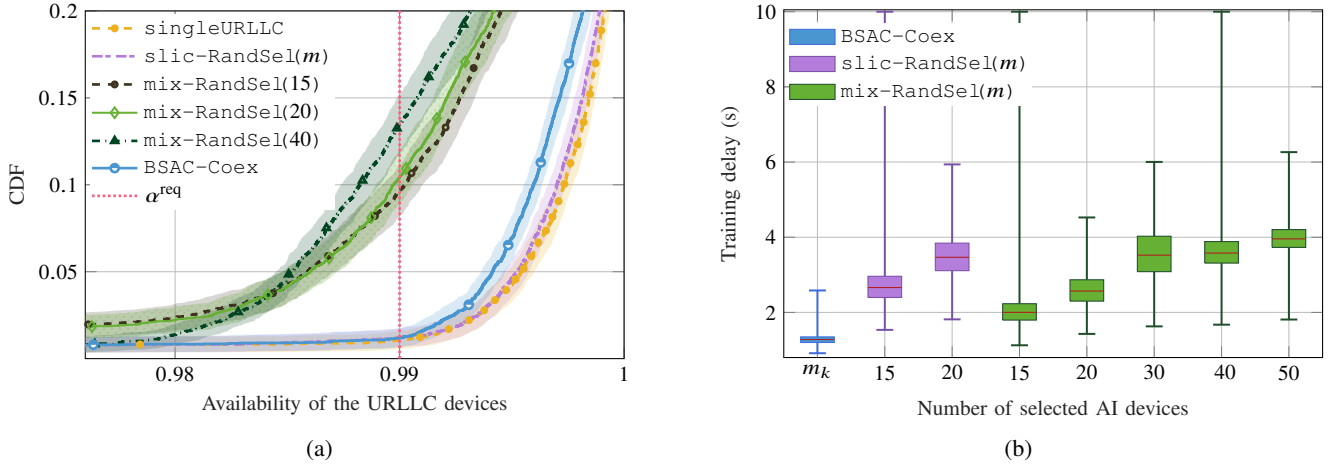 singleURLLC
slic-RandSel(m)
mix-RandSel(15)
mix-RandSel(20)
mix-RandSel(40)
BSAC-Coex
α^req
0.2
0.15
0.1
0.05
CDF
0.98
0.99
1
Availability of the URLLC devices
(a)
BSAC-Coex
slic-RandSel(m)
mix-RandSel(m)
10
8
6
4
2
Training delay (s)
m_k
15
20
15
20
30
40
50
Number of selected AI devices
(b)